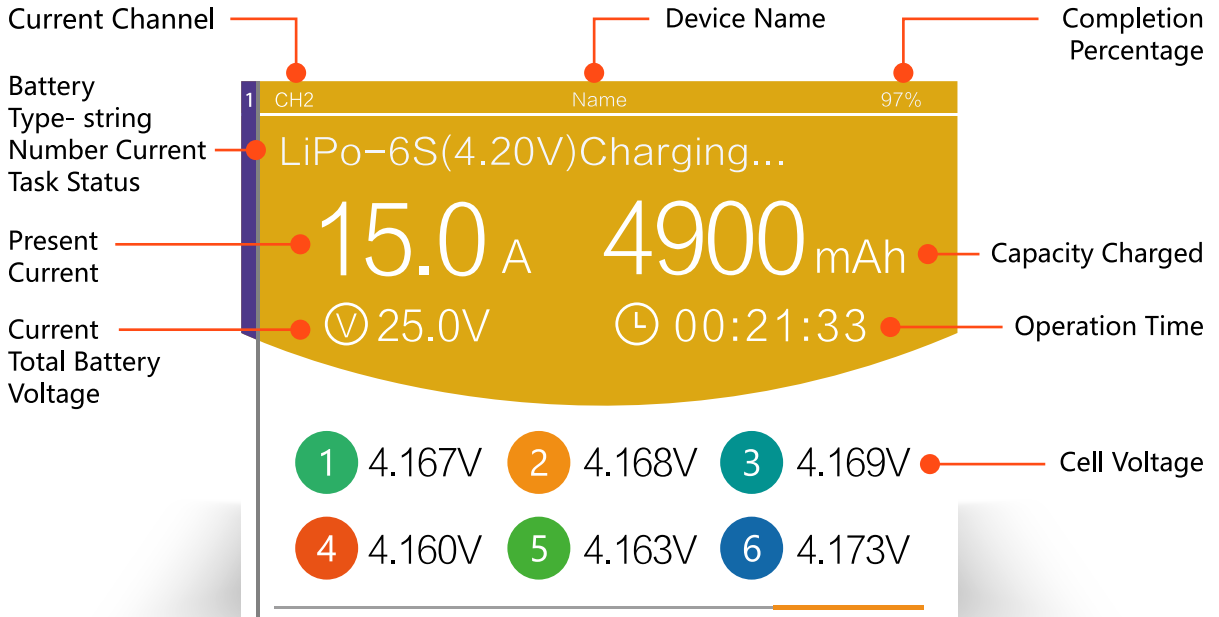 Current Channel
Device Name
Completion
Percentage
Battery
Type- string
Number Current
Task Status
1
CH2
Name
97%
LiPo-6S(4.20V)Charging...
Present
Current
15.0 A
4900 mAh
Capacity Charged
Current
Total Battery
Voltage
V 25.0V
00:21:33
Operation Time
1 4.167V
2 4.168V
3 4.169V
Cell Voltage
4 4.160V
5 4.163V
6 4.173V